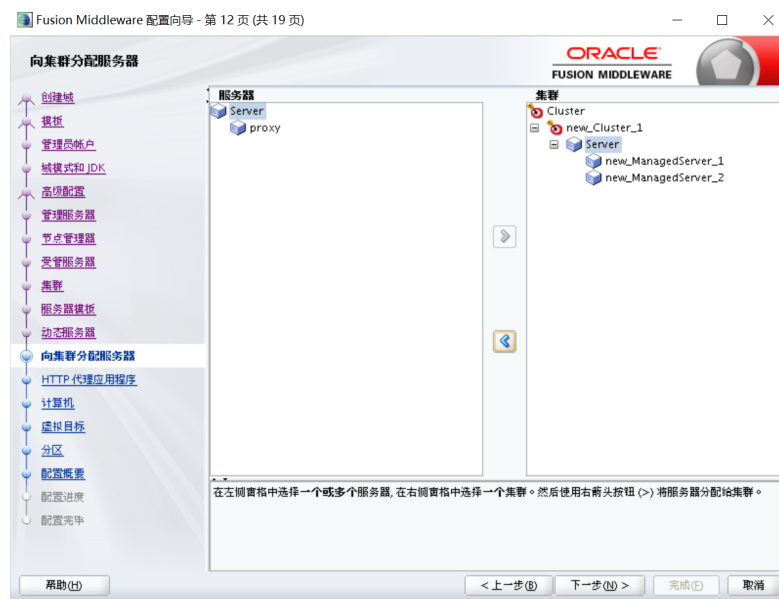 Fusion Middleware 配置向导 - 第 12 页 (共 19 页)
向集群分配服务器
ORACLE
FUSION MIDDLEWARE
创建域
模板
管理员帐户
域模式和 JDK
高级配置
管理服务器
节点管理器
受管服务器
集群
服务器模板
动态服务器
向集群分配服务器
HTTP 代理应用程序
计算机
虚拟目标
分区
配置概要
配置进度
配置完毕
服务器
Server
proxy
集群
Cluster
new_Cluster_1
Server
new_ManagedServer_1
new_ManagedServer_2
在左侧窗格中选择一个或多个服务器, 在右侧窗格中选择一个集群。然后使用右箭头按钮 (>) 将服务器分配给集群。
帮助(H)
< 上一步(B)
下一步(N) >
完成(F)
取消